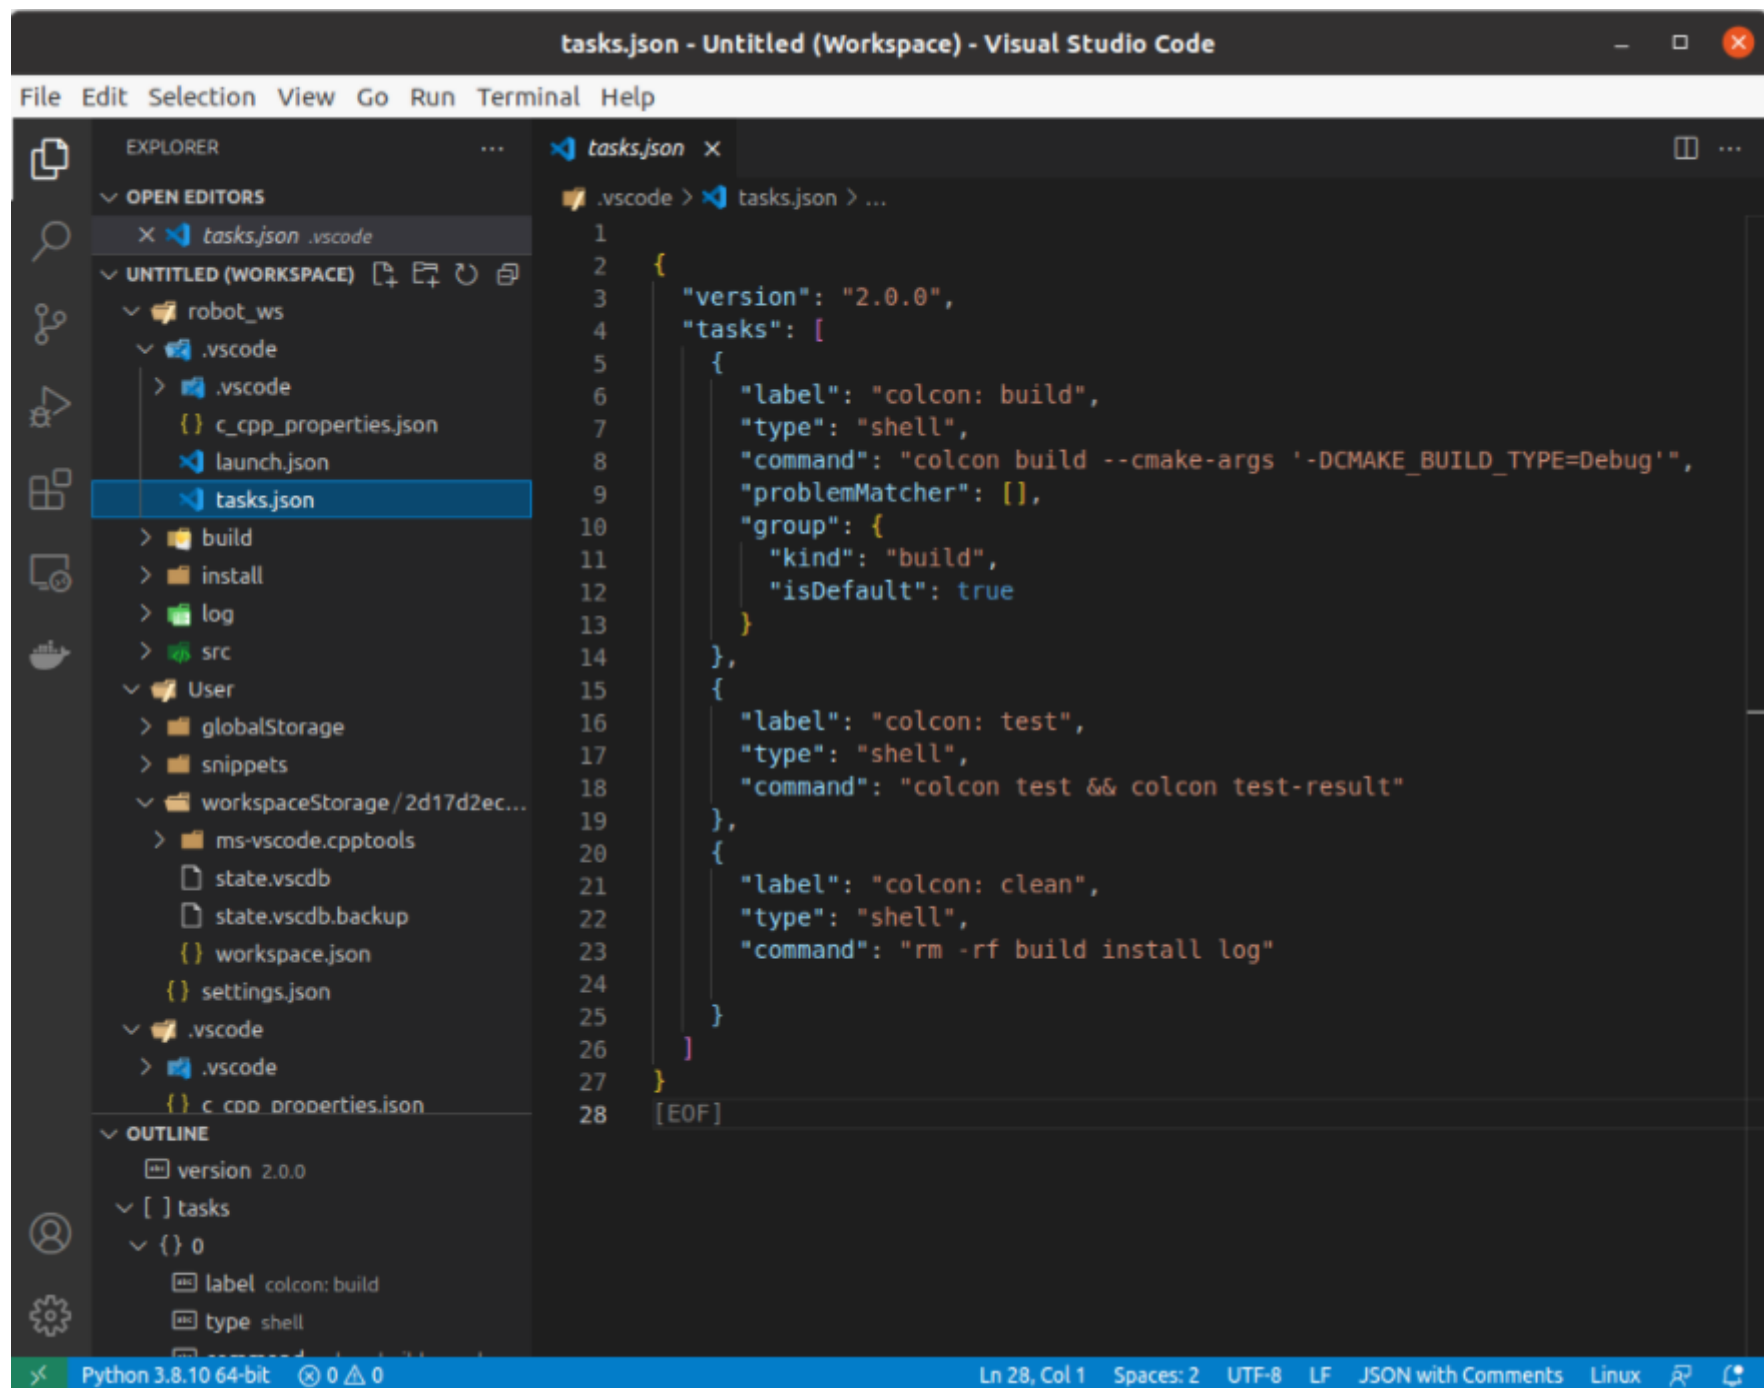 tasks.json - Untitled (Workspace) - Visual Studio Code
File Edit Selection View Go Run Terminal Help
EXPLORER
OPEN EDITORS
tasks.json .vscode
UNTITLED (WORKSPACE)
robot_ws
.vscode
.vscode
c_cpp_properties.json
launch.json
tasks.json
build
install
log
src
User
globalStorage
snippets
workspaceStorage/2d17d2ec...
ms-vscode.cpptools
state.vscdb
state.vscdb.backup
{} workspace.json
{} settings.json
.vscode
.vscode
{} c_cpp_properties.json
OUTLINE
version 2.0.0
[ ] tasks
{} 0
label colcon: build
type shell
tasks.json
.vscode > tasks.json > ...
1
2 {
3 "version": "2.0.0",
4 "tasks": [
5 {
6 "label": "colcon: build",
7 "type": "shell",
8 "command": "colcon build --cmake-args '-DCMAKE_BUILD_TYPE=Debug'",
9 "problemMatcher": [],
10 "group": {
11 "kind": "build",
12 "isDefault": true
13 }
14 },
15 {
16 "label": "colcon: test",
17 "type": "shell",
18 "command": "colcon test && colcon test-result"
19 },
20 {
21 "label": "colcon: clean",
22 "type": "shell",
23 "command": "rm -rf build install log"
24
25 }
26 ]
27 }
28 [EOF]
Python 3.8.10 64-bit 0 0 Ln 28, Col 1 Spaces: 2 UTF-8 LF JSON with Comments Linux